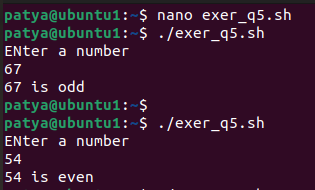 patya@ubuntu1:~$ nano exer_q5.sh
patya@ubuntu1:~$ ./exer_q5.sh
ENter a number
67
67 is odd
patya@ubuntu1:~$
patya@ubuntu1:~$ ./exer_q5.sh
ENter a number
54
54 is even